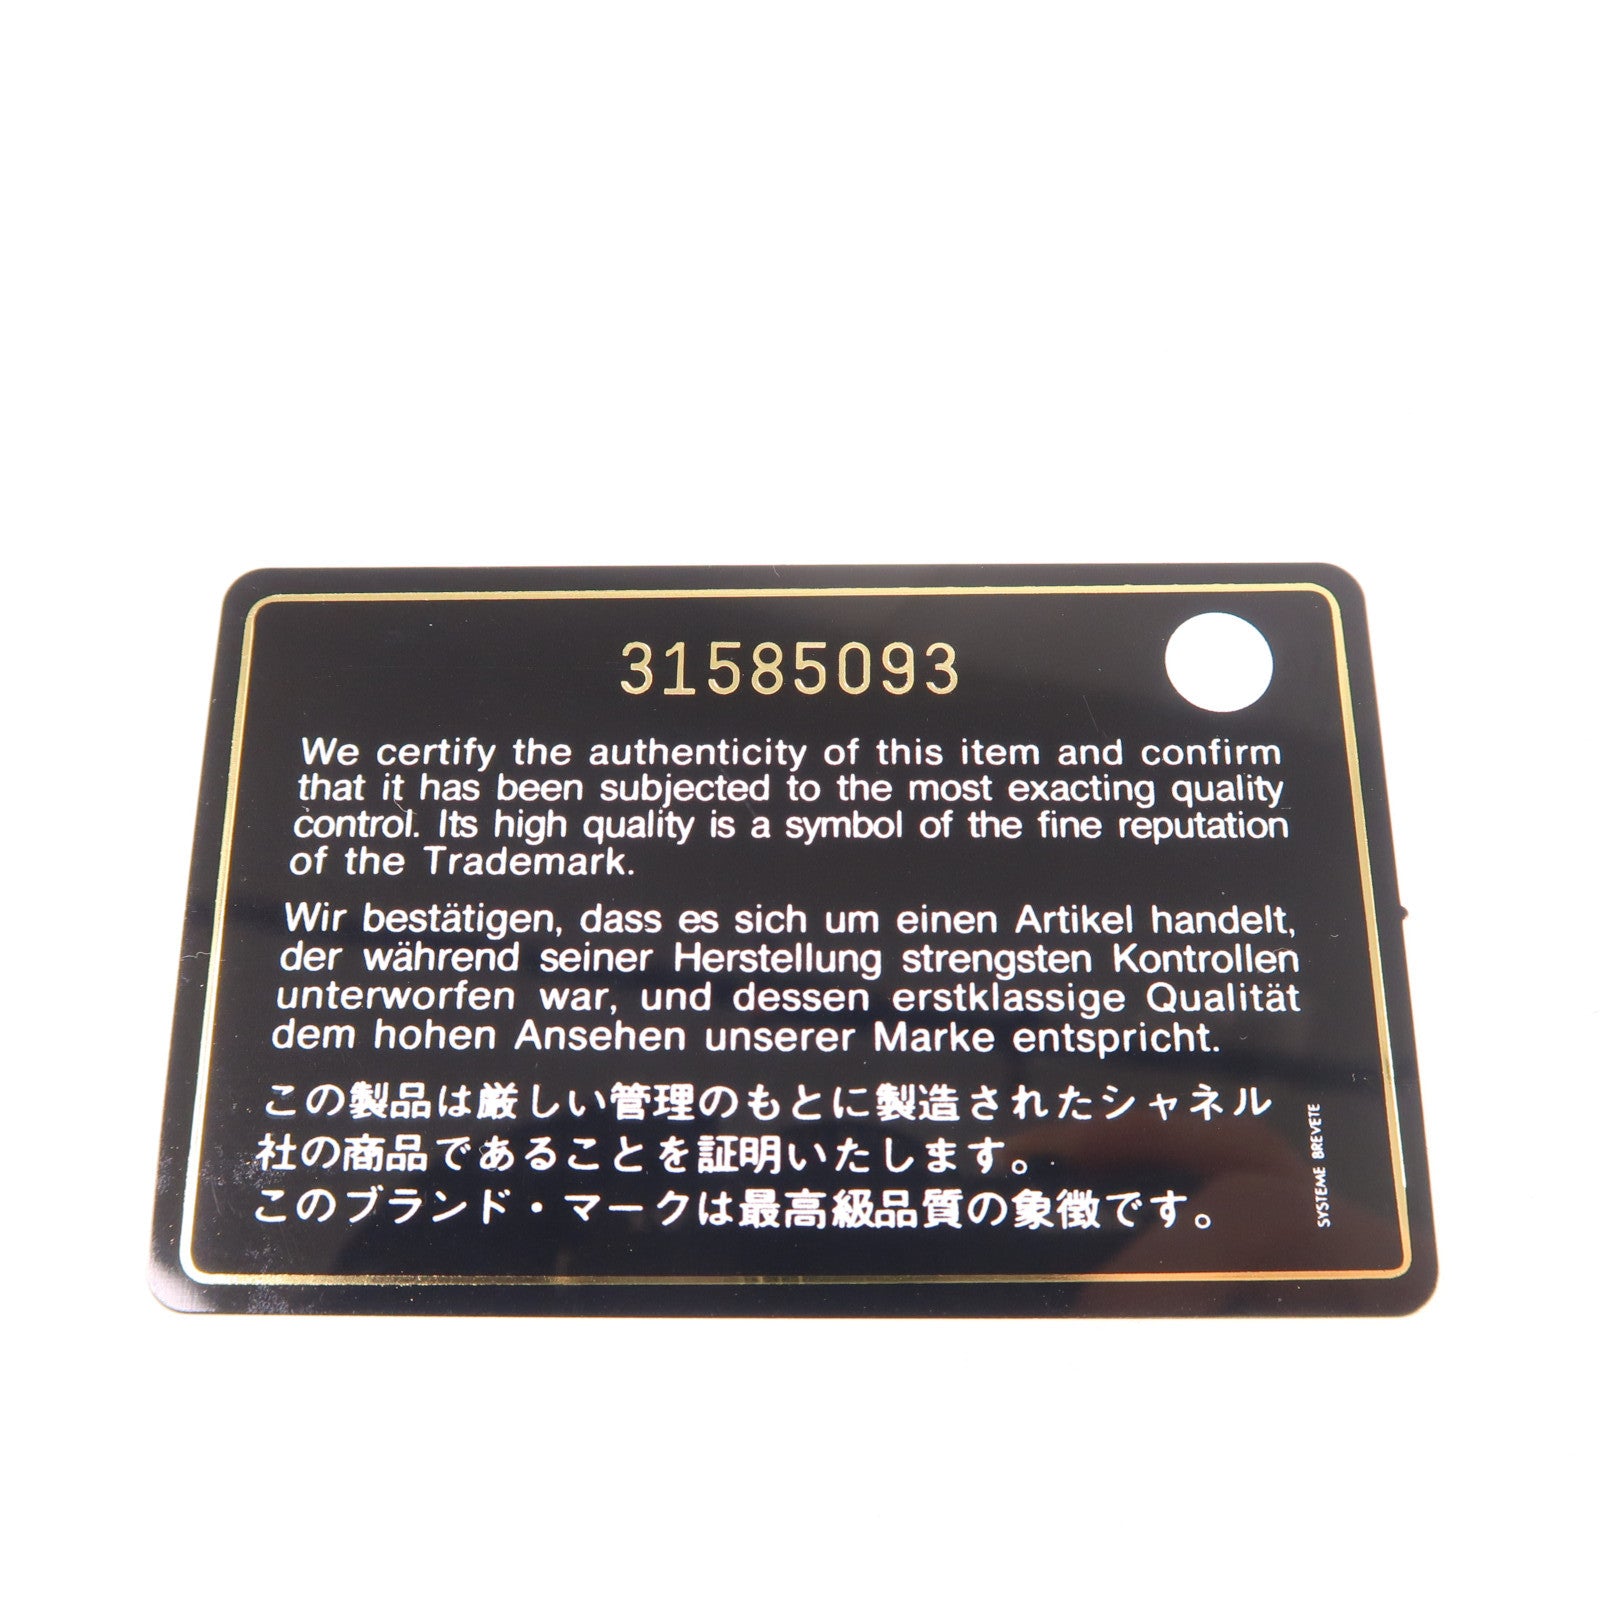 31585093
We certify the authenticity of this item and confirm
that it has been subjected to the most exacting quality
control. Its high quality is a symbol of the fine reputation
of the Trademark.
Wir bestätigen, dass es sich um einen Artikel handelt,
der während seiner Herstellung strengsten Kontrollen
unterworfen war, und dessen erstklassige Qualität
dem hohen Ansehen unserer Marke entspricht.
この製品は厳しい管理のもとに製造されたシャネル
社の商品であることを証明いたします。
このブランド・マークは最高級品質の象徴です。
SYSTEME BREVETE